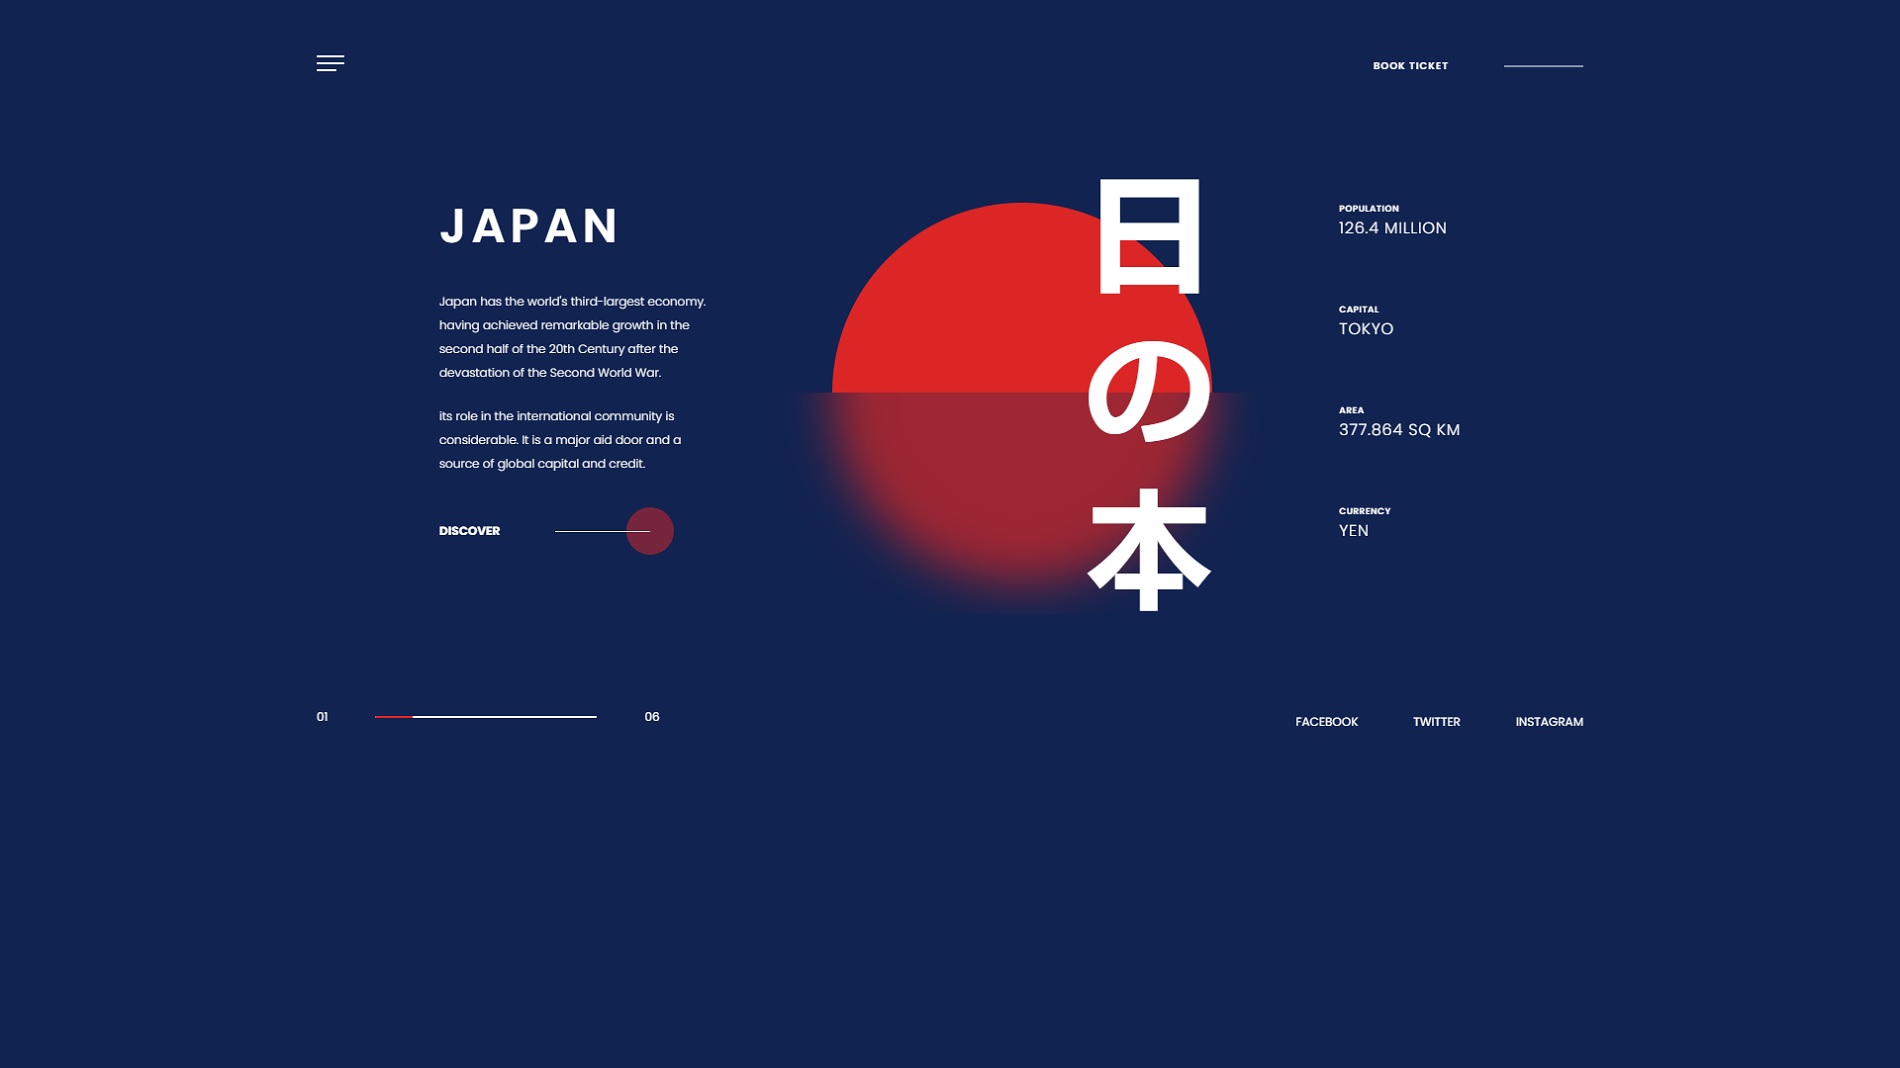 BOOK TICKET
JAPAN
Japan has the world's third-largest economy.
having achieved remarkable growth in the
second half of the 20th Century after the
devastation of the Second World War.
its role in the international community is
considerable. It is a major aid door and a
source of global capital and credit.
DISCOVER
日
の
本
POPULATION
126.4 MILLION
CAPITAL
TOKYO
AREA
377.864 SQ KM
CURRENCY
YEN
01
06
FACEBOOK
TWITTER
INSTAGRAM